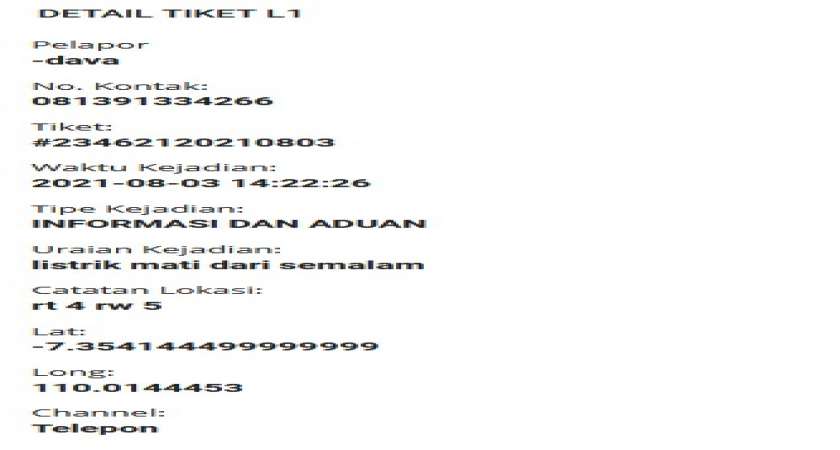 DETAIL TIKET L1
Pelapor
-dava
No. Kontak:
081391334266
Tiket:
#23462120210803
Waktu Kejadian:
2021-08-03 14:22:26
Tipe Kejadian:
INFORMASI DAN ADUAN
Uraian Kejadian:
listrik mati dari semalam
Catatan Lokasi:
rt 4 rw 5
Lat:
-7.354144499999999
Long:
110.0144453
Channel:
Telepon